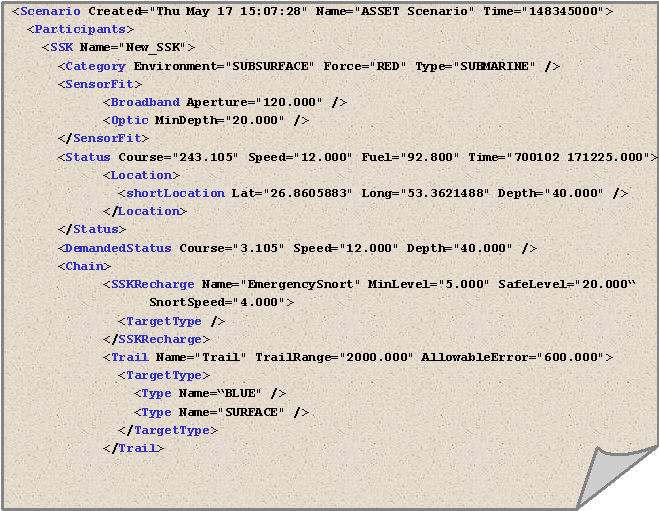 <Scenario Created="Thu May 17 15:07:28" Name="ASSET Scenario" Time="148345000">
<Participants>
<SSK Name="New_SSK">
<Category Environment="SUBSURFACE" Force="RED" Type="SUBMARINE" />
<SensorFit>
<Broadband Aperture="120.000" />
<Optic MinDepth="20.000" />
</SensorFit>
<Status Course="243.105" Speed="12.000" Fuel="92.800" Time="700102 171225.000">
<Location>
<shortLocation Lat="26.8605883" Long="53.3621488" Depth="40.000" />
</Location>
</Status>
<DemandedStatus Course="3.105" Speed="12.000" Depth="40.000" />
<Chain>
<SSKRecharge Name="EmergencySnort" MinLevel="5.000" SafeLevel="20.000“
SnortSpeed="4.000">
<TargetType />
</SSKRecharge>
<Trail Name="Trail" TrailRange="2000.000" AllowableError="600.000">
<TargetType>
<Type Name=“BLUE" />
<Type Name="SURFACE" />
</TargetType>
</Trail>